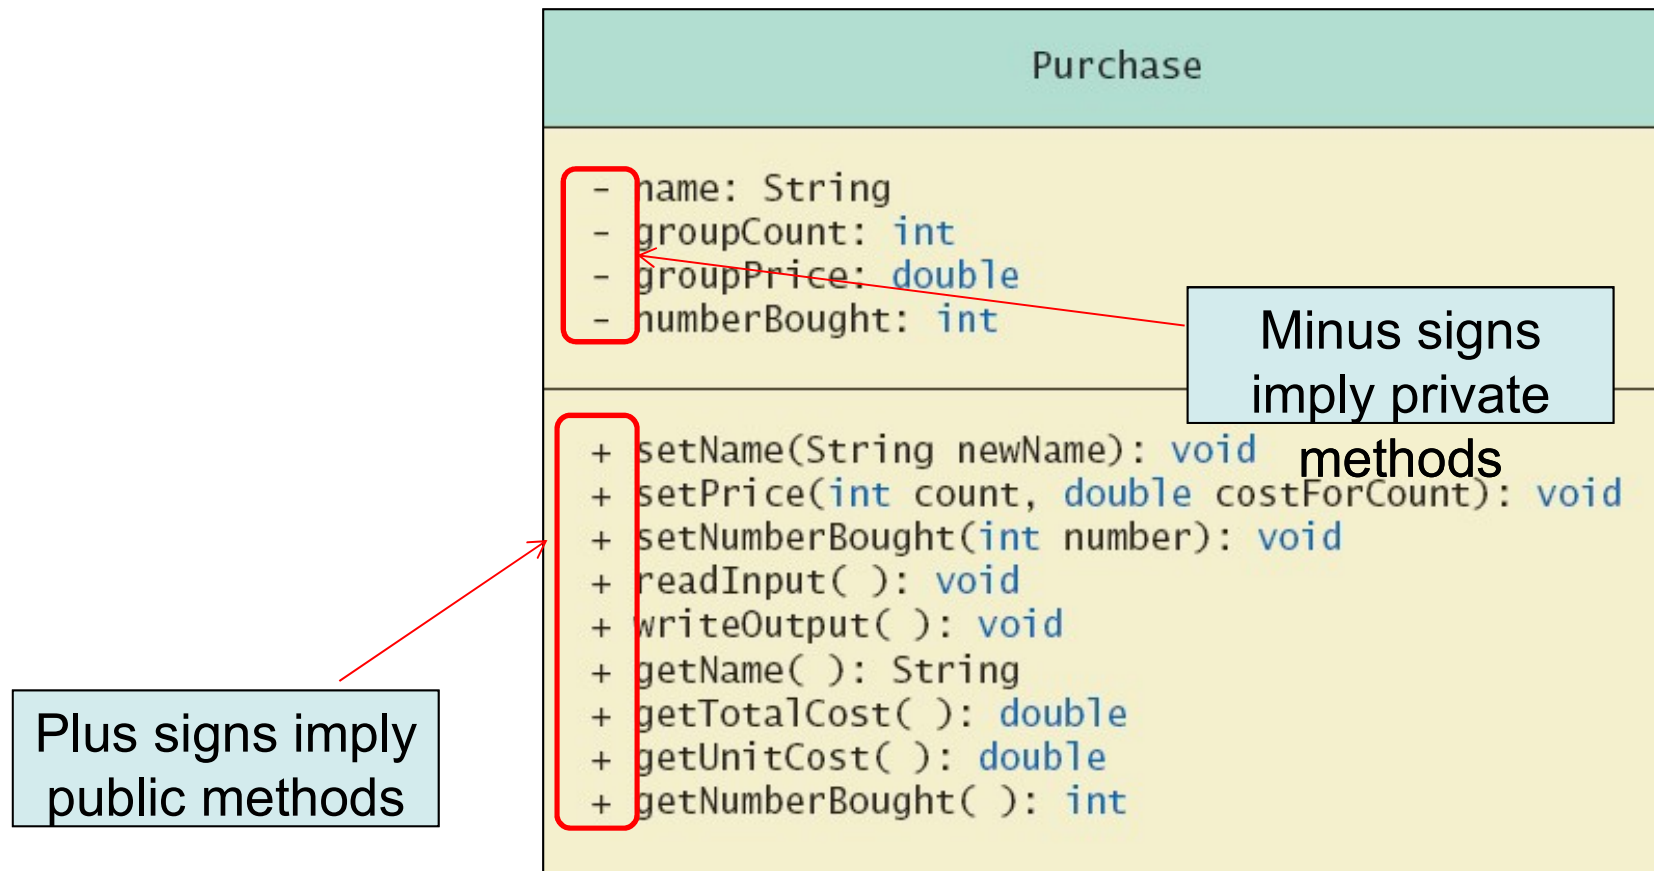 Purchase
- name: String
- groupCount: int
- groupPrice: double
- numberBought: int
Minus signs
imply private
methods
+ setName(String newName): void
+ setPrice(int count, double costForCount): void
+ setNumberBought(int number): void
+ readInput( ): void
+ writeOutput( ): void
+ getName( ): String
+ getTotalCost( ): double
+ getUnitCost( ): double
+ getNumberBought( ): int
Plus signs imply
public methods